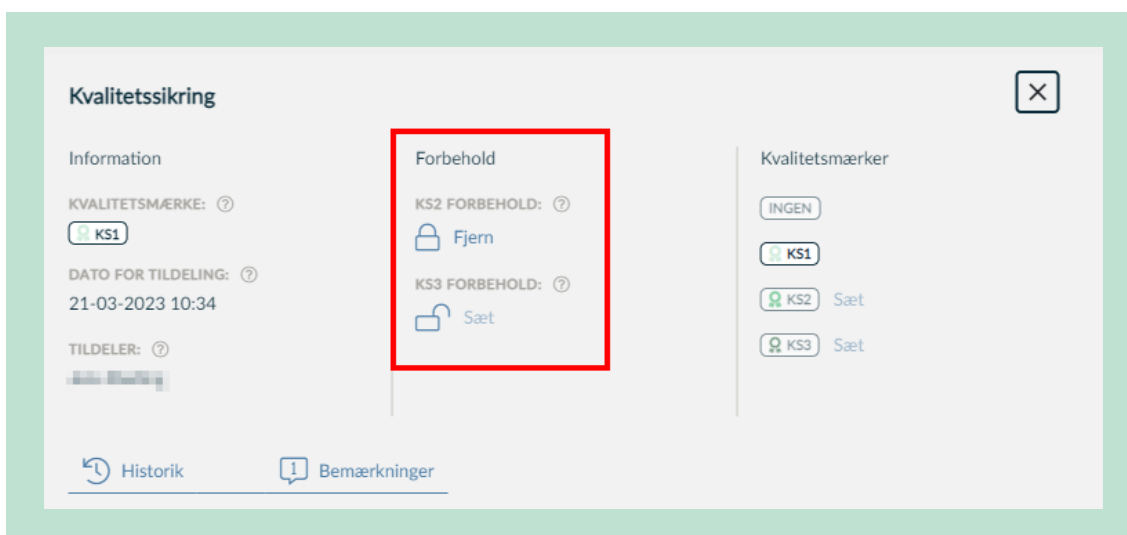 Kvalitetssikring
Information
KVALITETSMÆRKE: ?
KS1
DATO FOR TILDELING: ?
21-03-2023 10:34
TILDELER: ?
Forbehold
KS2 FORBEHOLD: ?
Fjern
KS3 FORBEHOLD: ?
Sæt
Kvalitetsmærker
INGEN
KS1
KS2 Sæt
KS3 Sæt
Historik
1 Bemærkninger